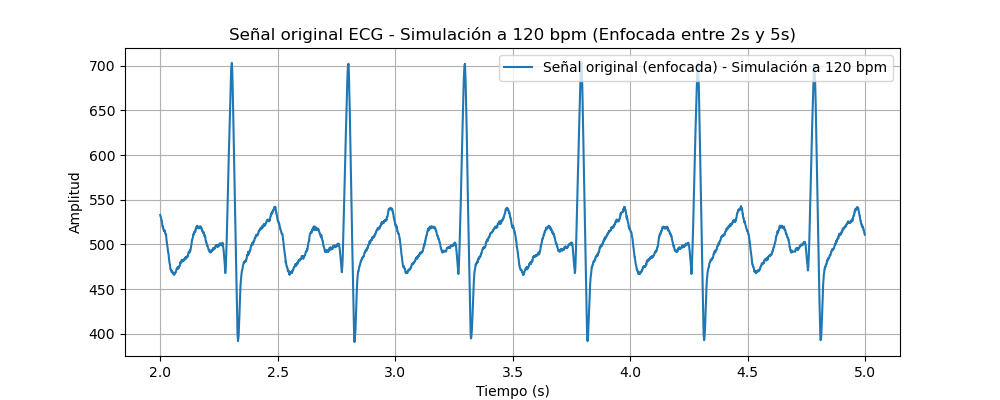 Señal original ECG - Simulación a 120 bpm (Enfocada entre 2s y 5s)
Señal original (enfocada) - Simulación a 120 bpm
Amplitud
700
650
600
550
500
450
400
2.0 2.5 3.0 3.5 4.0 4.5 5.0
Tiempo (s)